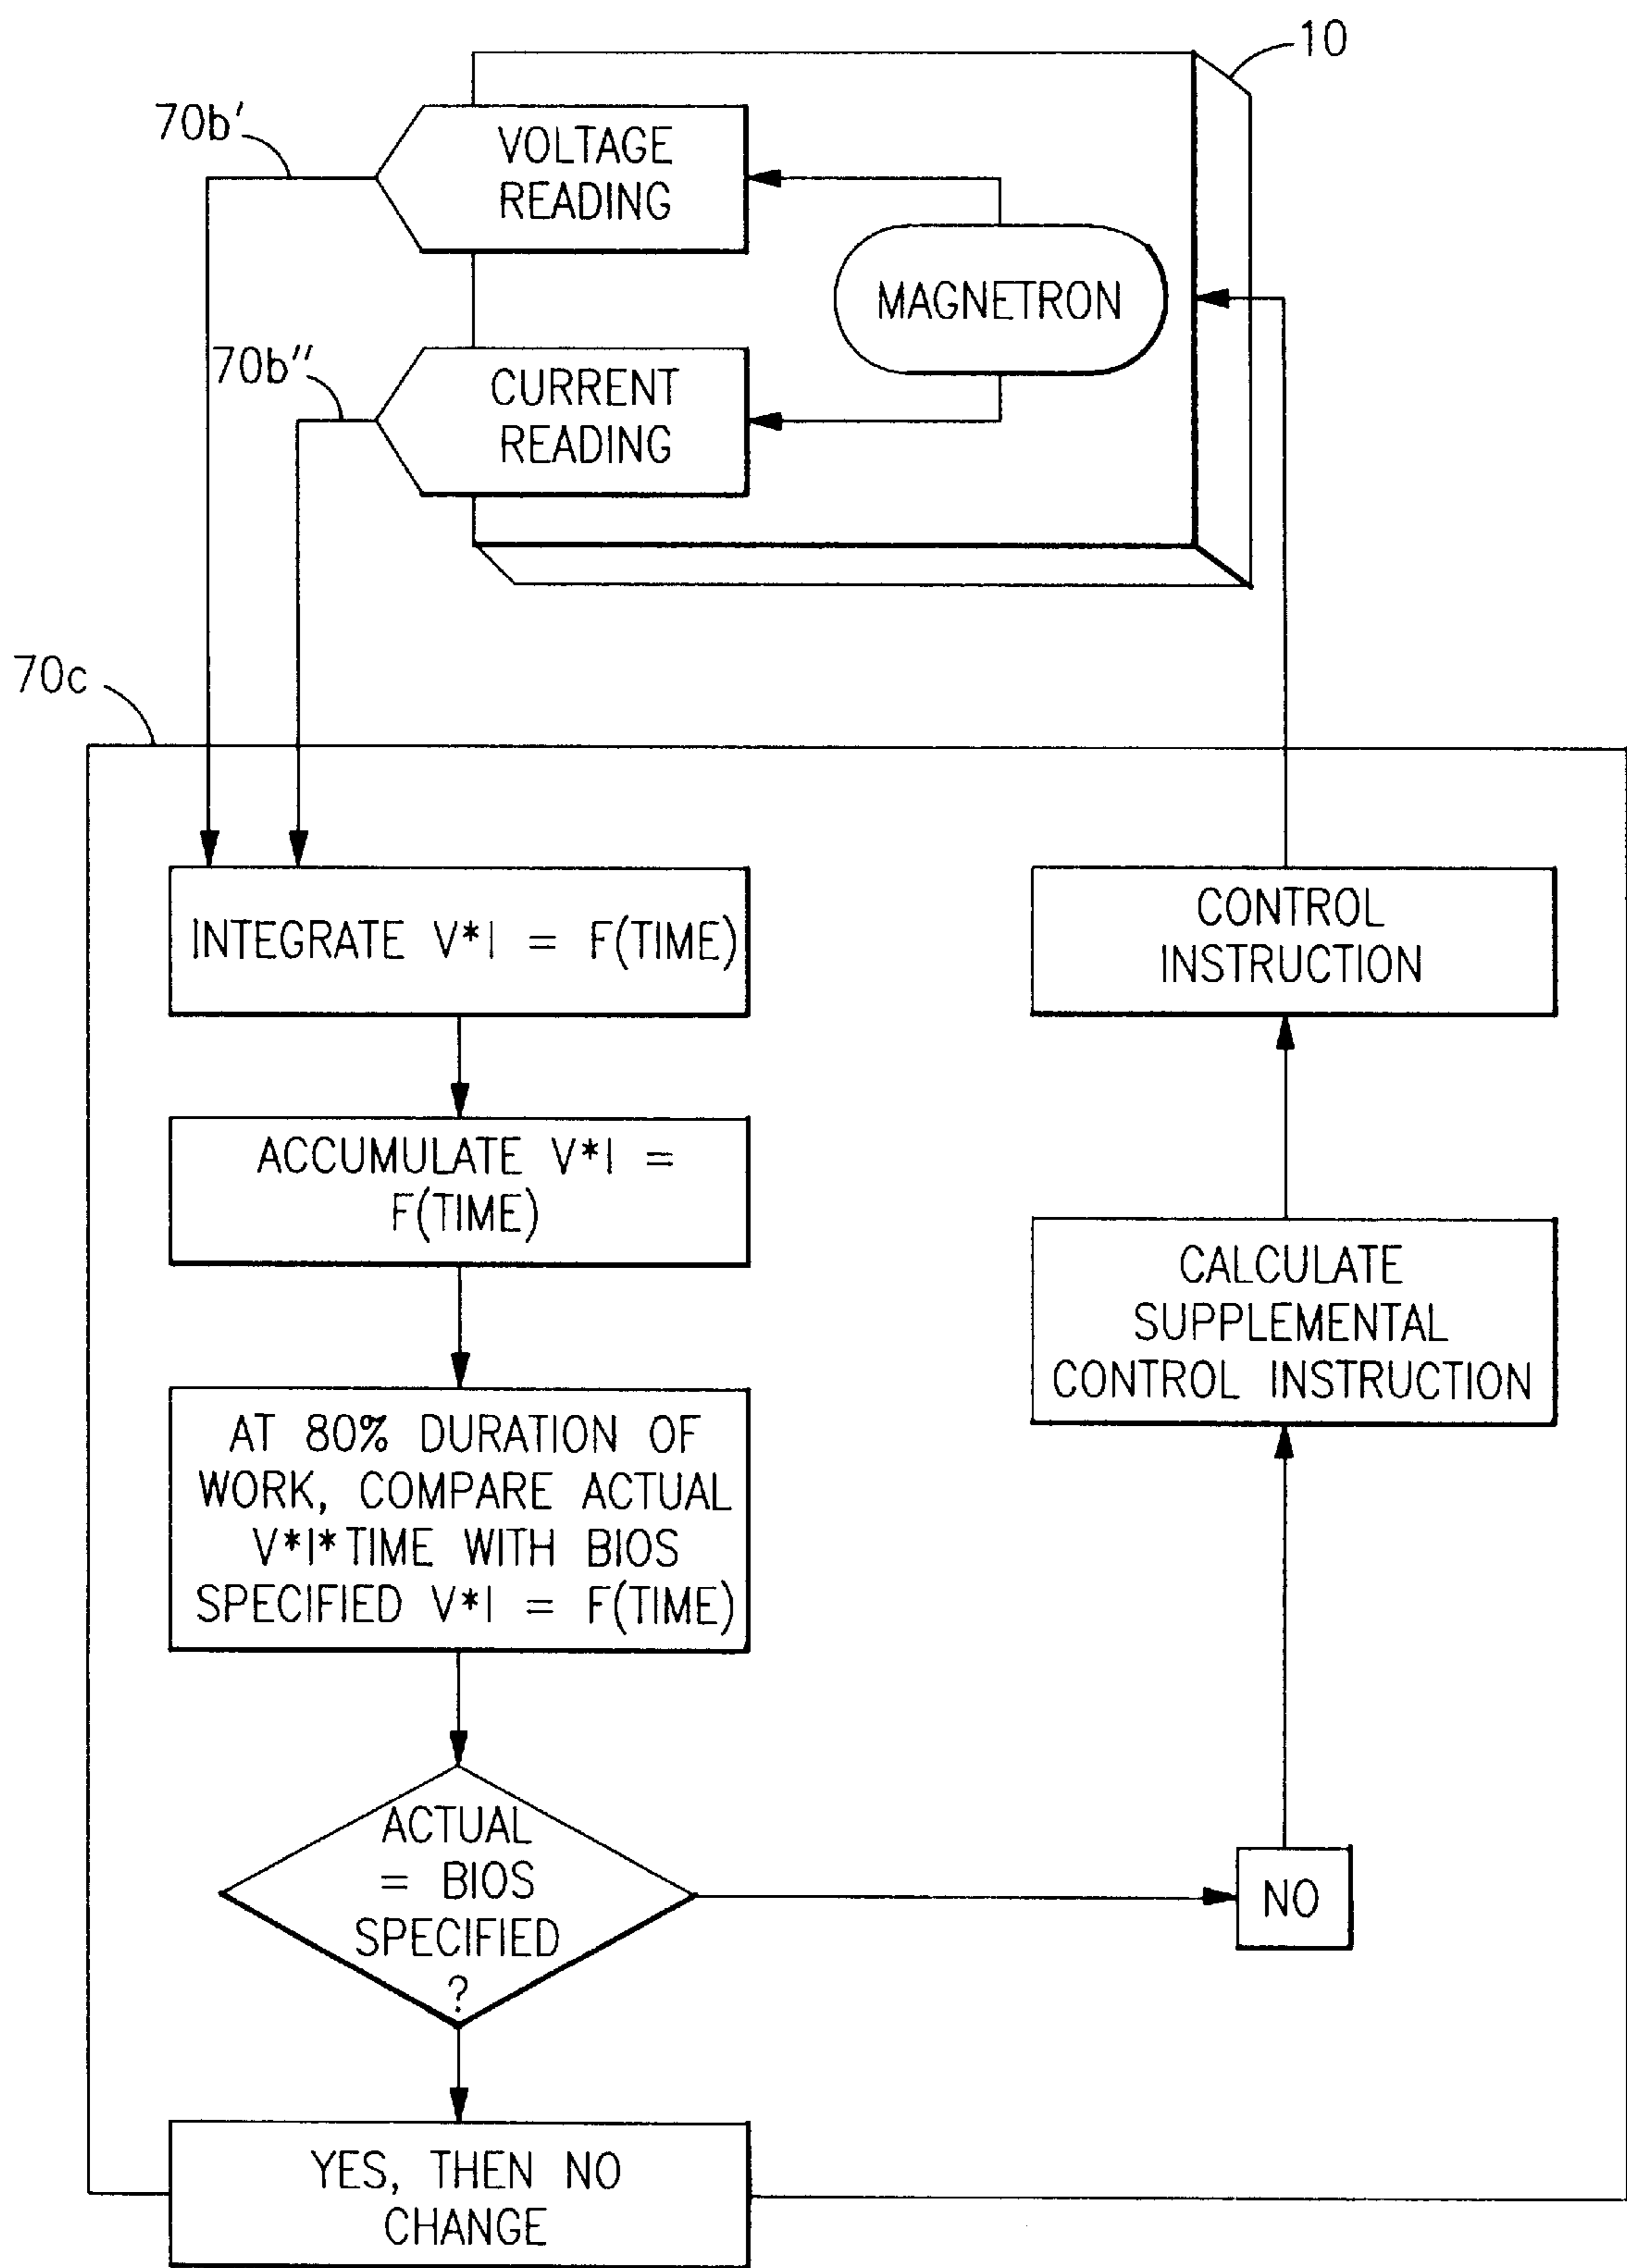 10
70b'
VOLTAGE
READING
MAGNETRON
70b"
CURRENT
READING
70c
INTEGRATE V*I = F(TIME)
CONTROL
INSTRUCTION
ACCUMULATE V*I =
F(TIME)
CALCULATE
SUPPLEMENTAL
CONTROL INSTRUCTION
AT 80% DURATION OF
WORK, COMPARE ACTUAL
V*I*TIME WITH BIOS
SPECIFIED V*I = F(TIME)
ACTUAL
= BIOS
SPECIFIED
?
NO
YES, THEN NO
CHANGE